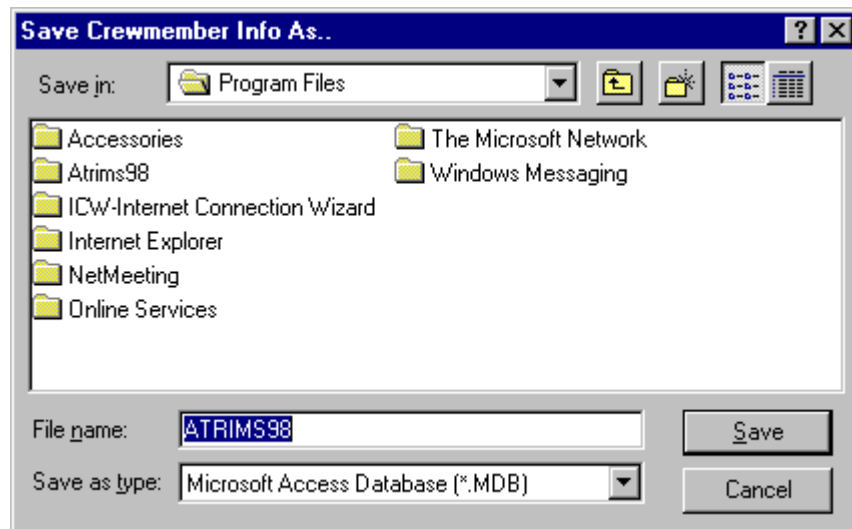 Save Crewmember Info As..
Save in: Program Files
Accessories
Atrims98
ICW-Internet Connection Wizard
Internet Explorer
NetMeeting
Online Services
The Microsoft Network
Windows Messaging
File name: ATRIMS98 Save
Save as type: Microsoft Access Database (*.MDB) Cancel